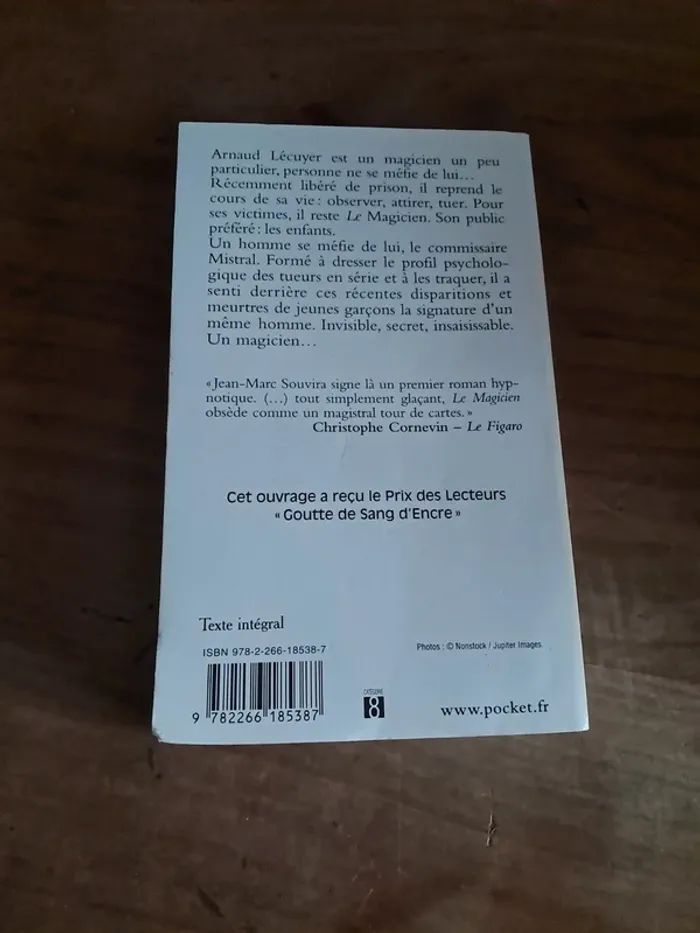 Arnaud Lécuyer est un magicien un peu
particulier, personne ne se méfie de lui…
Récemment libéré de prison, il reprend le
cours de sa vie : observer, attirer, tuer. Pour
ses victimes, il reste Le Magicien. Son public
préféré : les enfants.
Un homme se méfie de lui, le commissaire
Mistral. Formé à dresser le profil psycholo-
gique des tueurs en série et à les traquer, il a
senti derrière ces récentes disparitions et
meurtres de jeunes garçons la signature d'un
même homme. Invisible, secret, insaisissable.
Un magicien…
« Jean-Marc Souvira signe là un premier roman hyp-
notique. (…) tout simplement glaçant, Le Magicien
obsède comme un magistral tour de cartes. »
Christophe Cornevin – Le Figaro
Cet ouvrage a reçu le Prix des Lecteurs
« Goutte de Sang d'Encre »
Texte intégral
ISBN 978-2-266-18538-7
Photos : © Nonstock / Jupiter Images.
9 782266 185387
CATÉGORIE
8
www.pocket.fr